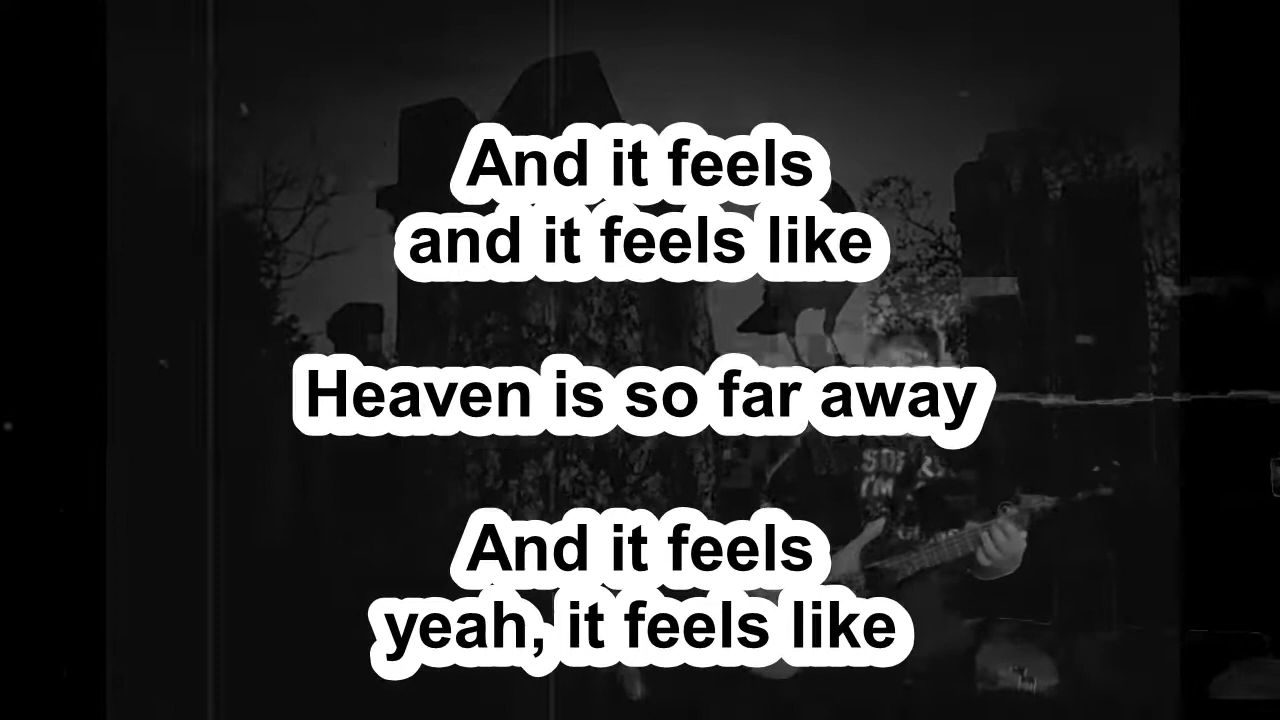 And it feels
and it feels like
Heaven is so far away
And it feels
yeah, it feels like